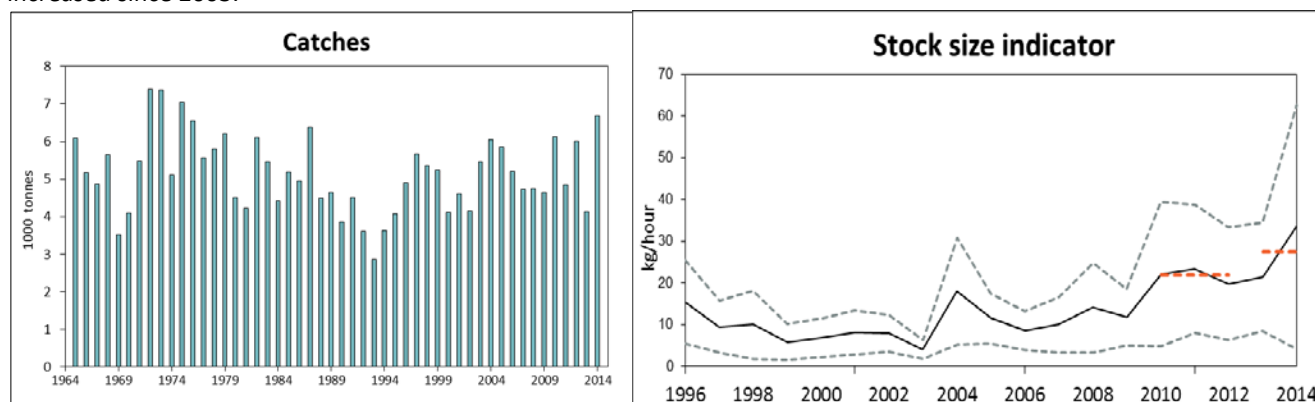 increased since 2003.
Catches
8
7
6
5
4
3
2
1
0
1000 tonnes
1964 1969 1974 1979 1984 1989 1994 1999 2004 2009 2014
Stock size indicator
70
60
50
40
30
20
10
0
kg/hour
1996 1998 2000 2002 2004 2006 2008 2010 2012 2014